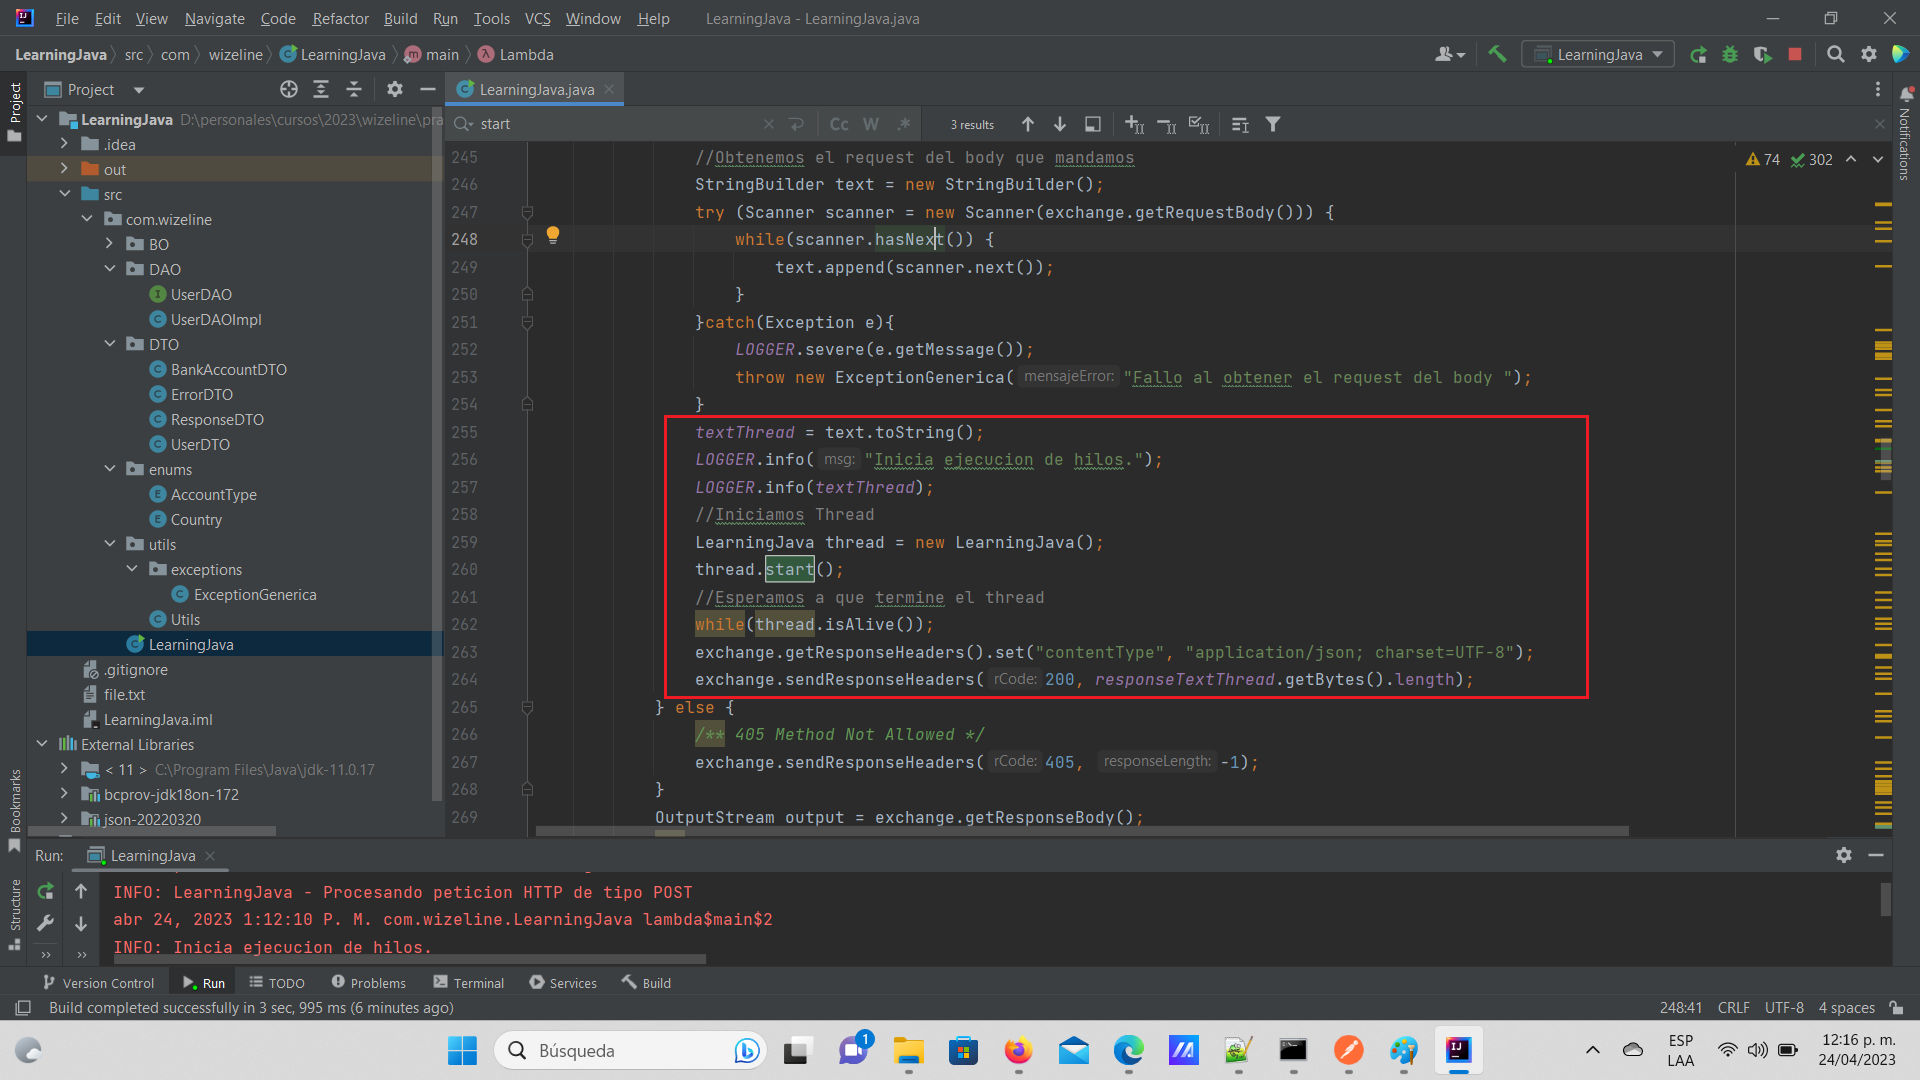 File Edit View Navigate Code Refactor Build Run Tools VCS Window Help LearningJava - LearningJava.java
LearningJava src com wizeline LearningJava main Lambda LearningJava
Project
LearningJava.java
LearningJava D:\personales\cursos\2023\wizeline\pra
.idea
out
src
com.wizeline
BO
DAO
UserDAO
UserDAOImpl
DTO
BankAccountDTO
ErrorDTO
ResponseDTO
UserDTO
enums
AccountType
Country
utils
exceptions
ExceptionGenerica
Utils
LearningJava
.gitignore
file.txt
LearningJava.iml
External Libraries
< 11 > C:\Program Files\Java\jdk-11.0.17
bcprov-jdk18on-172
json-20220320
start Cc W .* 3 results
74 302
245 //Obtenemos el request del body que mandamos
246 StringBuilder text = new StringBuilder();
247 try (Scanner scanner = new Scanner(exchange.getRequestBody())) {
248 while(scanner.hasNext()) {
249 text.append(scanner.next());
250 }
251 }catch(Exception e){
252 LOGGER.severe(e.getMessage());
253 throw new ExceptionGenerica( mensajeError: "Fallo al obtener el request del body ");
254 }
255 textThread = text.toString();
256 LOGGER.info( msg: "Inicia ejecucion de hilos.");
257 LOGGER.info(textThread);
258 //Iniciamos Thread
259 LearningJava thread = new LearningJava();
260 thread.start();
261 //Esperamos a que termine el thread
262 while(thread.isAlive());
263 exchange.getResponseHeaders().set("contentType", "application/json; charset=UTF-8");
264 exchange.sendResponseHeaders( rCode: 200, responseTextThread.getBytes().length);
265 } else {
266 /** 405 Method Not Allowed */
267 exchange.sendResponseHeaders( rCode: 405, responseLength: -1);
268 }
269 OutputStream output = exchange.getResponseBody();
Project
Bookmarks
Structure
Notifications
Run: LearningJava
INFO: LearningJava - Procesando peticion HTTP de tipo POST
abr 24, 2023 1:12:10 P. M. com.wizeline.LearningJava lambda$main$2
INFO: Inicia ejecucion de hilos.
Version Control Run TODO Problems Terminal Services Build
Build completed successfully in 3 sec, 995 ms (6 minutes ago) 248:41 CRLF UTF-8 4 spaces
Búsqueda
1
ESP
LAA
12:16 p. m.
24/04/2023